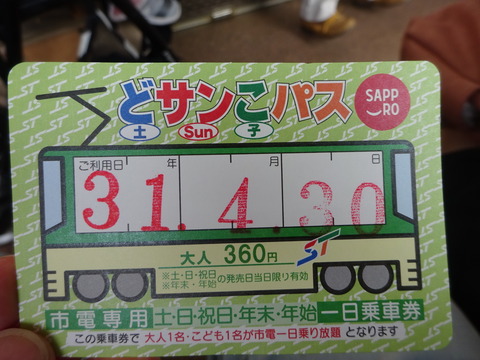 どサンこパス
土 Sun 子
SAPP
RO
ご利用日 年 月 日
31.4.30
大人 360円
ST
※土・日・祝日
※年末・年始 の発売日当日限り有効
市電専用 土・日・祝日・年末・年始 一日乗車券
この乗車券で 大人1名・こども1名が市電一日乗り放題 となります